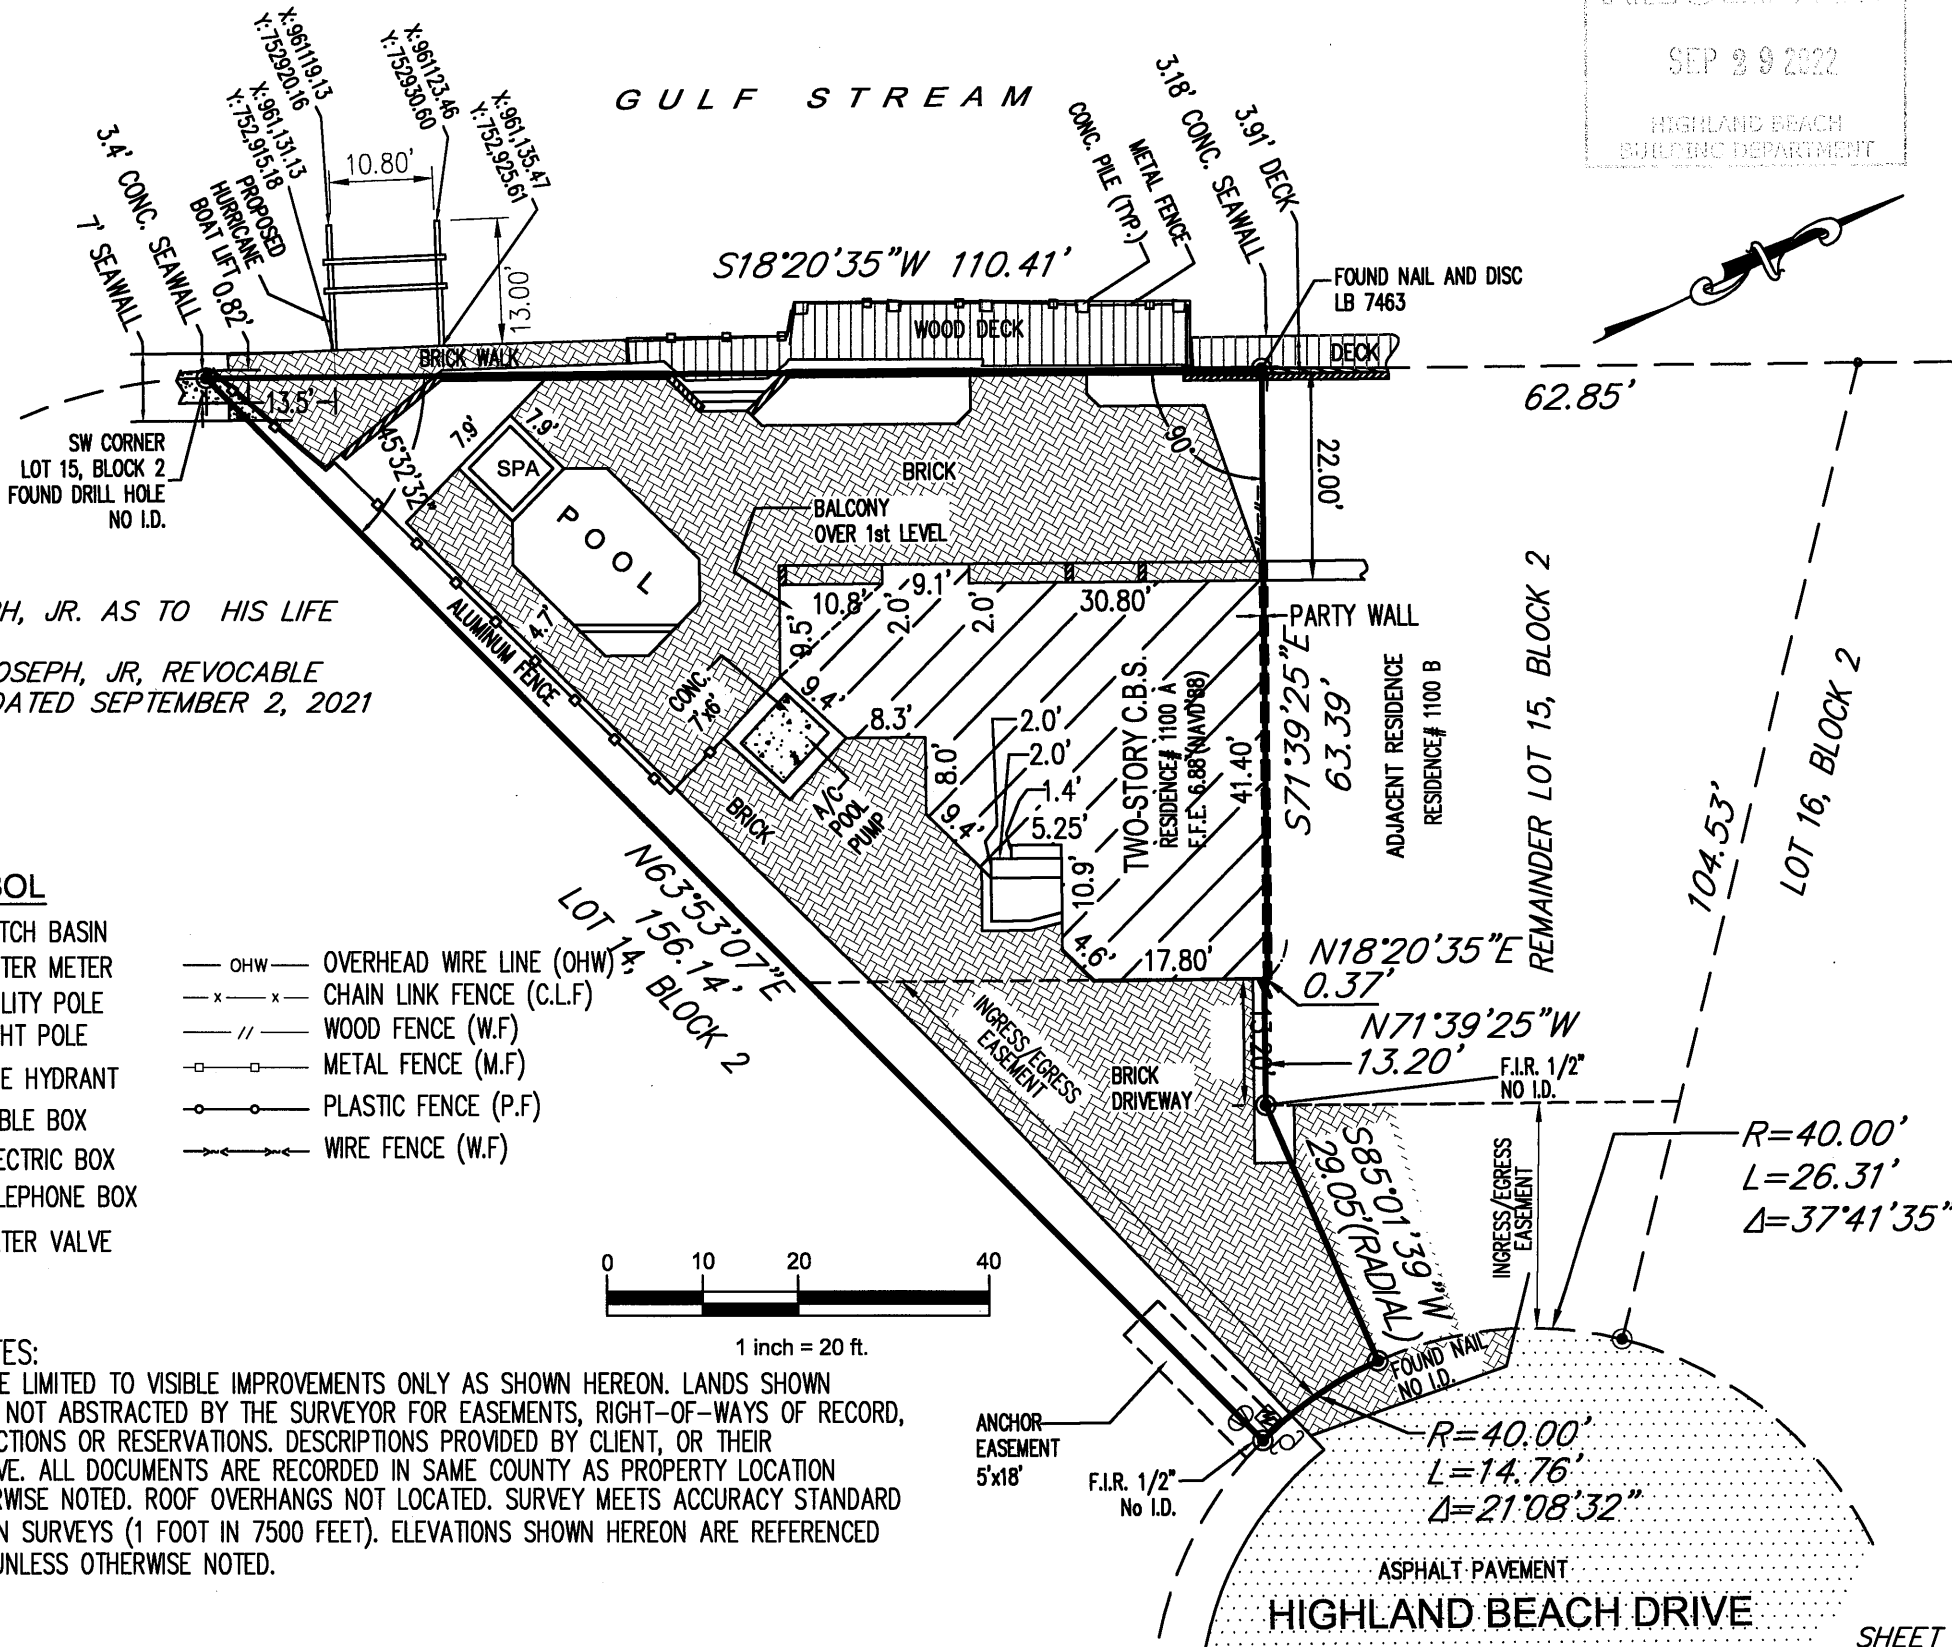 SEP 29 2022
HIGHLAND BEACH
BUILDING DEPARTMENT
GULF STREAM
X:961119.13
Y:752920.16
X:961,131.13
Y:752,915.18
X:961123.46
Y:752930.60
X:961,135.47
Y:752,925.61
10.80'
13.00'
PROPOSED
HURRICANE
BOAT LIFT
0.82'
3.4' CONC. SEAWALL
7' SEAWALL
S18°20'35"W 110.41'
CONC. PILE (TYP.)
METAL FENCE
3.18' CONC. SEAWALL
3.91' DECK
FOUND NAIL AND DISC
LB 7463
WOOD DECK
BRICK WALK
DECK
62.85'
13.5'
SW CORNER
LOT 15, BLOCK 2
FOUND DRILL HOLE
NO I.D.
45°32'32"
7.9'
7.9'
SPA
POOL
BRICK
90°
22.00'
BALCONY
OVER 1st LEVEL
10.8'
9.1'
2.0'
2.0'
30.80'
9.5'
PARTY WALL
H, JR. AS TO HIS LIFE
OSEPH, JR, REVOCABLE
DATED SEPTEMBER 2, 2021
ALUMINUM FENCE
4.7'
CONC.
7'x6'
9.4'
8.3'
8.0'
9.4'
2.0'
2.0'
1.4'
5.25'
10.9'
4.6'
17.80'
TWO-STORY C.B.S.
RESIDENCE# 1100 A
F.F.E. 6.88'(NAVD'88)
41.40'
S71°39'25"E
63.39'
ADJACENT RESIDENCE
RESIDENCE# 1100 B
REMAINDER LOT 15, BLOCK 2
104.53'
LOT 16, BLOCK 2
A/C
POOL
PUMP
BRICK
N63°53'07"E
156.14'
LOT 14, BLOCK 2
BOL
TCH BASIN
TER METER
LITY POLE
HT POLE
E HYDRANT
BLE BOX
ECTRIC BOX
LEPHONE BOX
TER VALVE
OHW OVERHEAD WIRE LINE (OHW)
x x CHAIN LINK FENCE (C.L.F)
// WOOD FENCE (W.F)
METAL FENCE (M.F)
PLASTIC FENCE (P.F)
WIRE FENCE (W.F)
N18°20'35"E
0.37'
N71°39'25"W
13.20'
13.20'
F.I.R. 1/2"
NO I.D.
INGRESS/EGRESS
EASEMENT
BRICK
DRIVEWAY
S85°01'39"W
29.05'(RADIAL)
INGRESS/EGRESS
EASEMENT
R=40.00'
L=26.31'
Δ=37°41'35"
0 10 20 40
1 inch = 20 ft.
FOUND NAIL
NO I.D.
ANCHOR
EASEMENT
5'x18'
F.I.R. 1/2"
No I.D.
R=40.00'
L=14.76'
Δ=21°08'32"
TES:
E LIMITED TO VISIBLE IMPROVEMENTS ONLY AS SHOWN HEREON. LANDS SHOWN
NOT ABSTRACTED BY THE SURVEYOR FOR EASEMENTS, RIGHT-OF-WAYS OF RECORD,
CTIONS OR RESERVATIONS. DESCRIPTIONS PROVIDED BY CLIENT, OR THEIR
VE. ALL DOCUMENTS ARE RECORDED IN SAME COUNTY AS PROPERTY LOCATION
RWISE NOTED. ROOF OVERHANGS NOT LOCATED. SURVEY MEETS ACCURACY STANDARD
N SURVEYS (1 FOOT IN 7500 FEET). ELEVATIONS SHOWN HEREON ARE REFERENCED
UNLESS OTHERWISE NOTED.
ASPHALT PAVEMENT
HIGHLAND BEACH DRIVE
SHEET